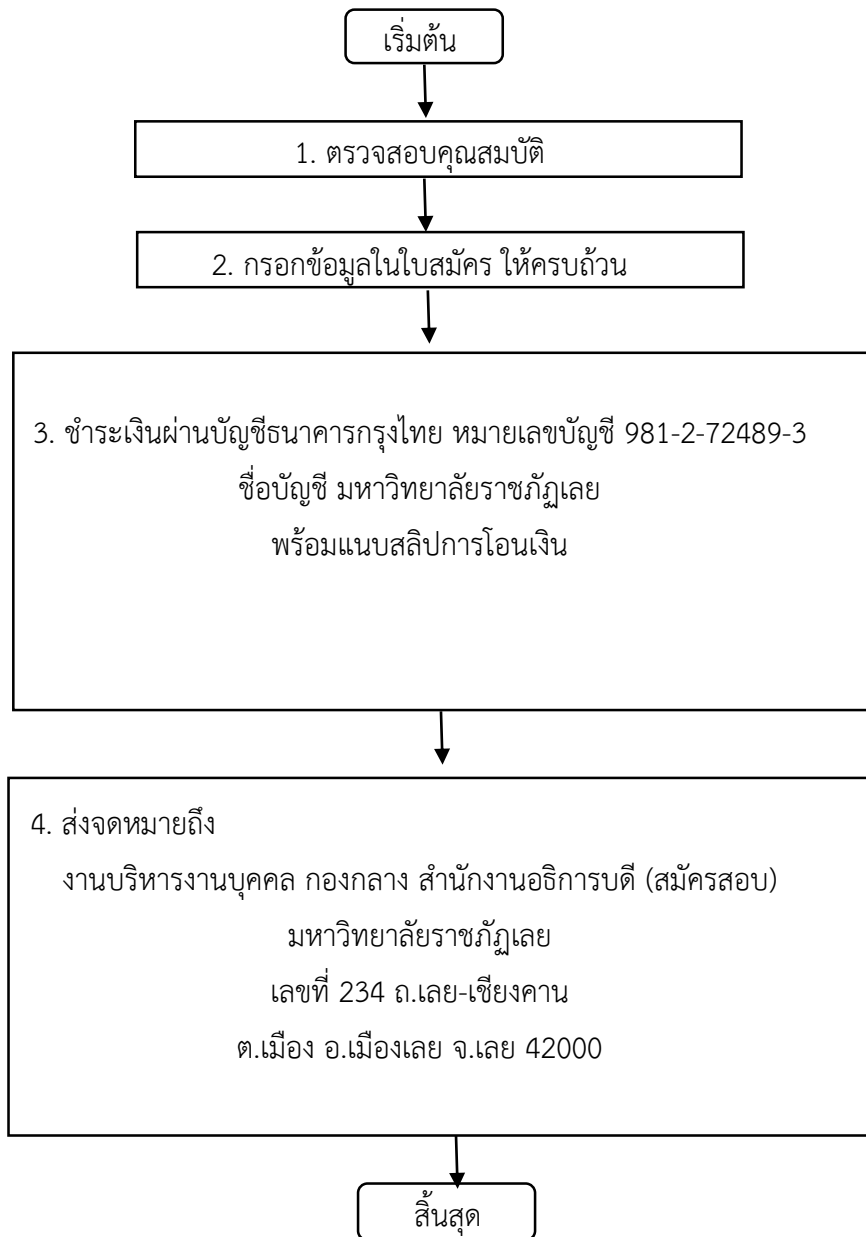 เริ่มต้น
1. ตรวจสอบคุณสมบัติ
2. กรอกข้อมูลในใบสมัคร ให้ครบถ้วน
3. ชำระเงินผ่านบัญชีธนาคารกรุงไทย หมายเลขบัญชี 981-2-72489-3
ชื่อบัญชี มหาวิทยาลัยราชภัฏเลย
พร้อมแนบสลิปการโอนเงิน
4. ส่งจดหมายถึง
งานบริหารงานบุคคล กองกลาง สำนักงานอธิการบดี (สมัครสอบ)
มหาวิทยาลัยราชภัฏเลย
เลขที่ 234 ถ.เลย-เชียงคาน
ต.เมือง อ.เมืองเลย จ.เลย 42000
สิ้นสุด